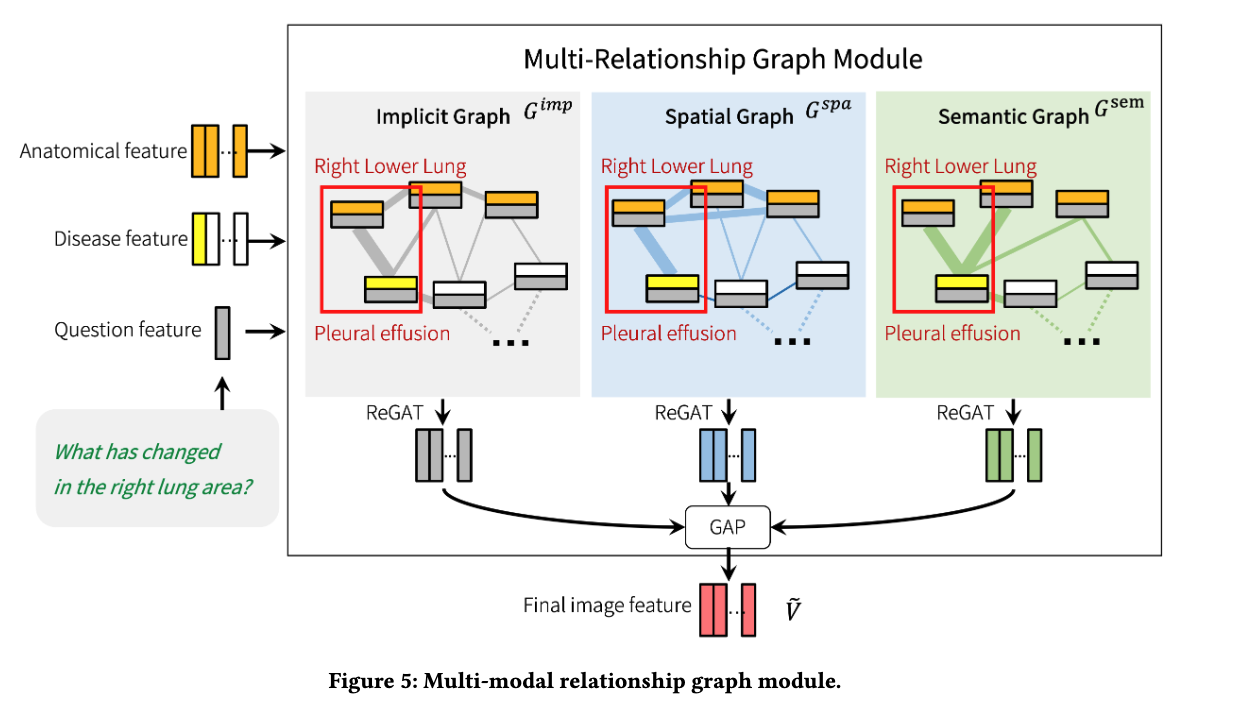 Multi-Relationship Graph Module
Implicit Graph G^imp
Spatial Graph G^spa
Semantic Graph G^sem
Anatomical feature
Disease feature
Question feature
What has changed
in the right lung area?
Right Lower Lung
Pleural effusion
...
Right Lower Lung
Pleural effusion
...
Right Lower Lung
Pleural effusion
...
ReGAT
ReGAT
ReGAT
GAP
Final image feature Ṽ
Figure 5: Multi-modal relationship graph module.